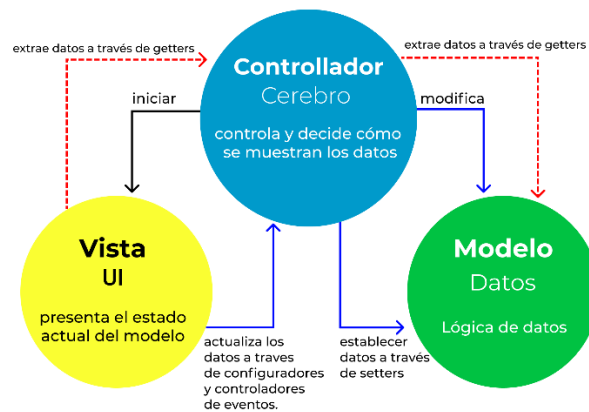 extrae datos a través de getters
extrae datos a través de getters
Controllador
Cerebro
controla y decide cómo
se muestran los datos
iniciar
modifica
Vista
UI
presenta el estado
actual del modelo
Modelo
Datos
Lógica de datos
actualiza los
datos a traves
de configuradores
y controladores
de eventos.
establecer
datos a través
de setters